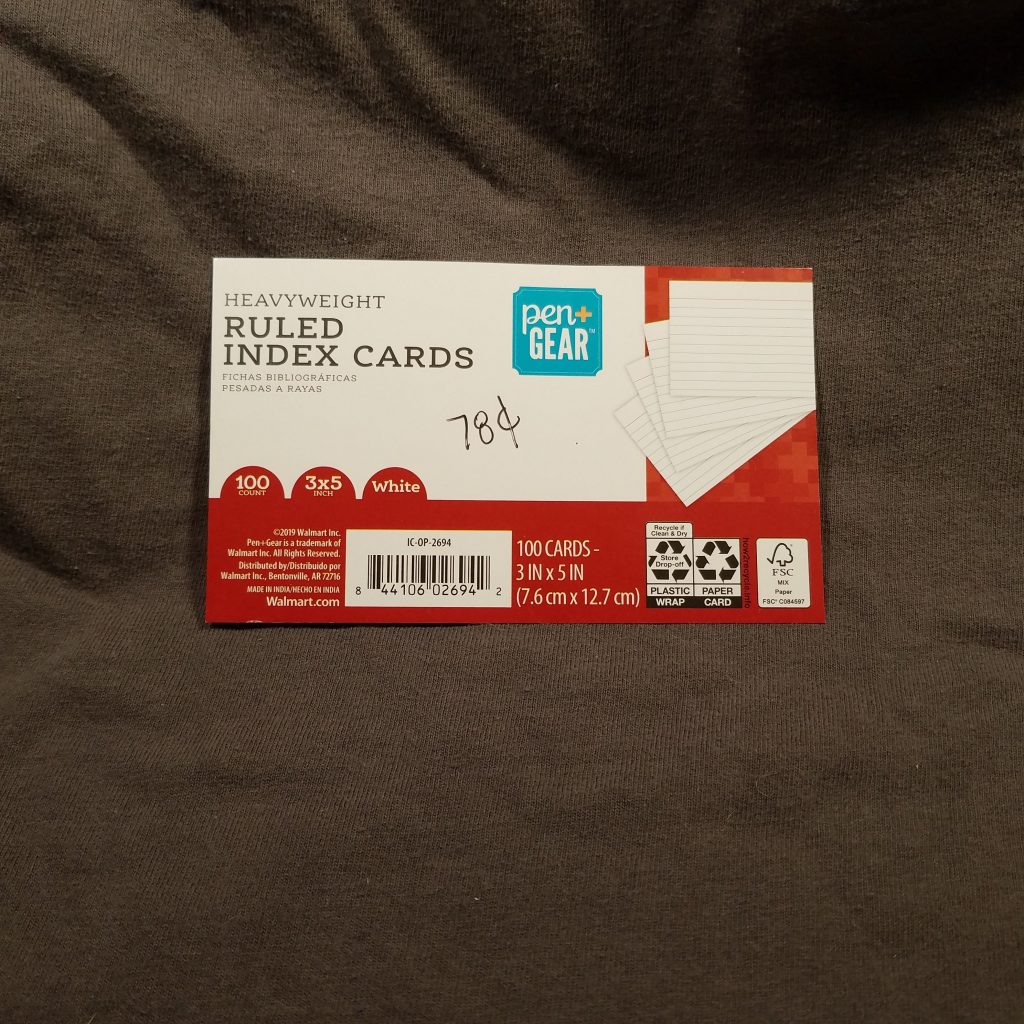 HEAVYWEIGHT
RULED
INDEX CARDS
FICHAS BIBLIOGRÁFICAS
PESADAS A RAYAS
pen+
GEAR™
78¢
100
COUNT
3x5
INCH
White
©2019 Walmart Inc.
Pen+Gear is a trademark of
Walmart Inc. All Rights Reserved.
Distributed by/Distribuido por
Walmart Inc., Bentonville, AR 72716
MADE IN INDIA/HECHO EN INDIA
Walmart.com
IC-OP-2694
8 44106 02694 2
100 CARDS -
3 IN x 5 IN
(7.6 cm x 12.7 cm)
Recycle if
Clean & Dry
Store
Drop-off
PLASTIC
WRAP
PAPER
CARD
how2recycle.info
FSC
MIX
Paper
FSC® C084597